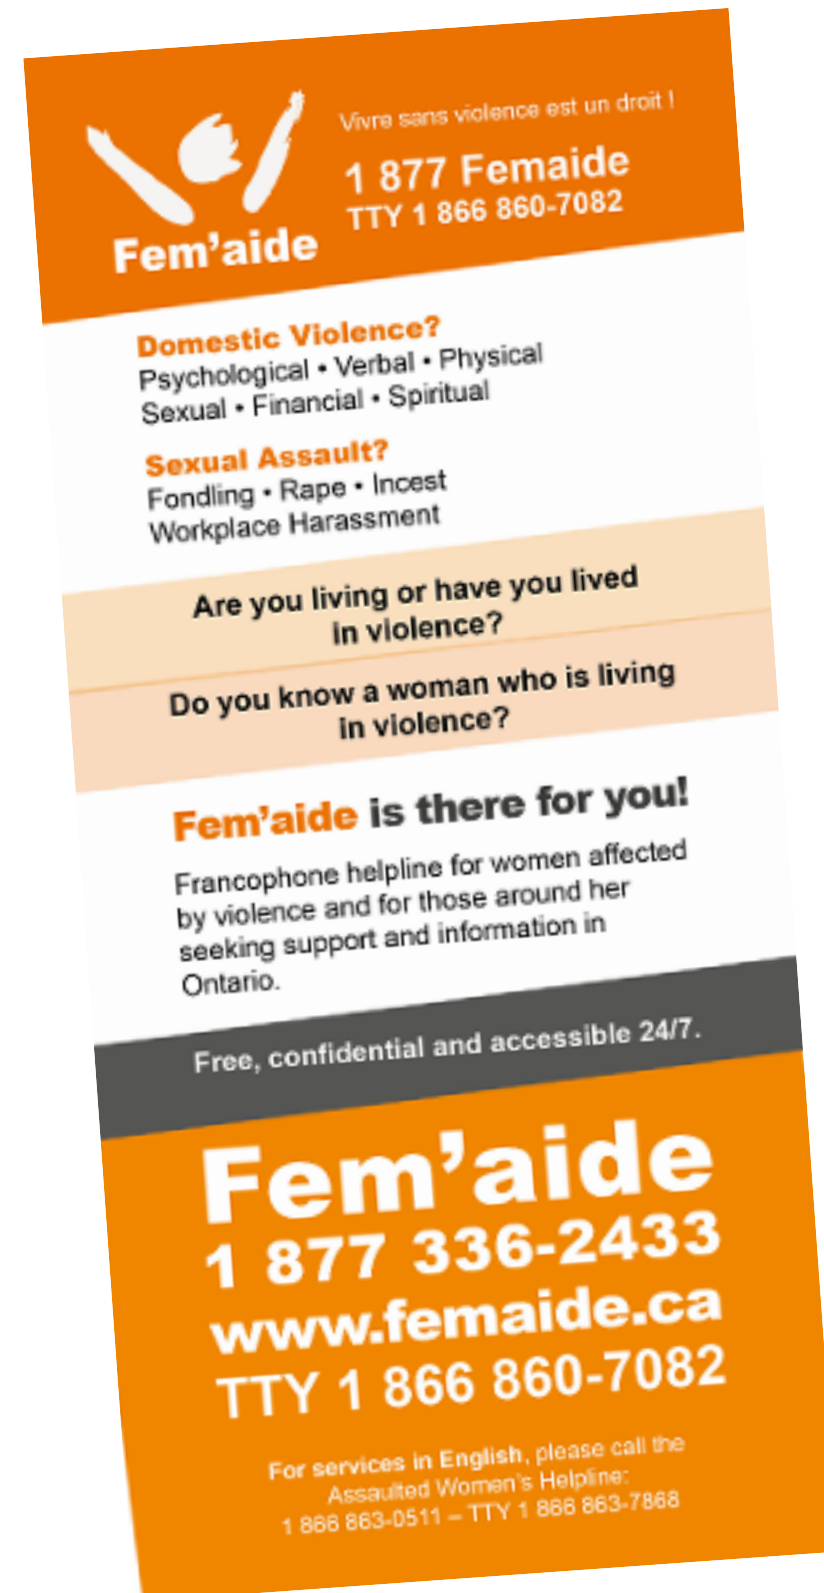 Vivre sans violence est un droit !
1 877 Femaide
TTY 1 866 860-7082
Fem’aide
Domestic Violence?
Psychological • Verbal • Physical
Sexual • Financial • Spiritual
Sexual Assault?
Fondling • Rape • Incest
Workplace Harassment
Are you living or have you lived
in violence?
Do you know a woman who is living
in violence?
Fem’aide is there for you!
Francophone helpline for women affected
by violence and for those around her
seeking support and information in
Ontario.
Free, confidential and accessible 24/7.
Fem’aide
1 877 336-2433
www.femaide.ca
TTY 1 866 860-7082
For services in English, please call the
Assaulted Women’s Helpline:
1 866 863-0511 – TTY 1 866 863-7868